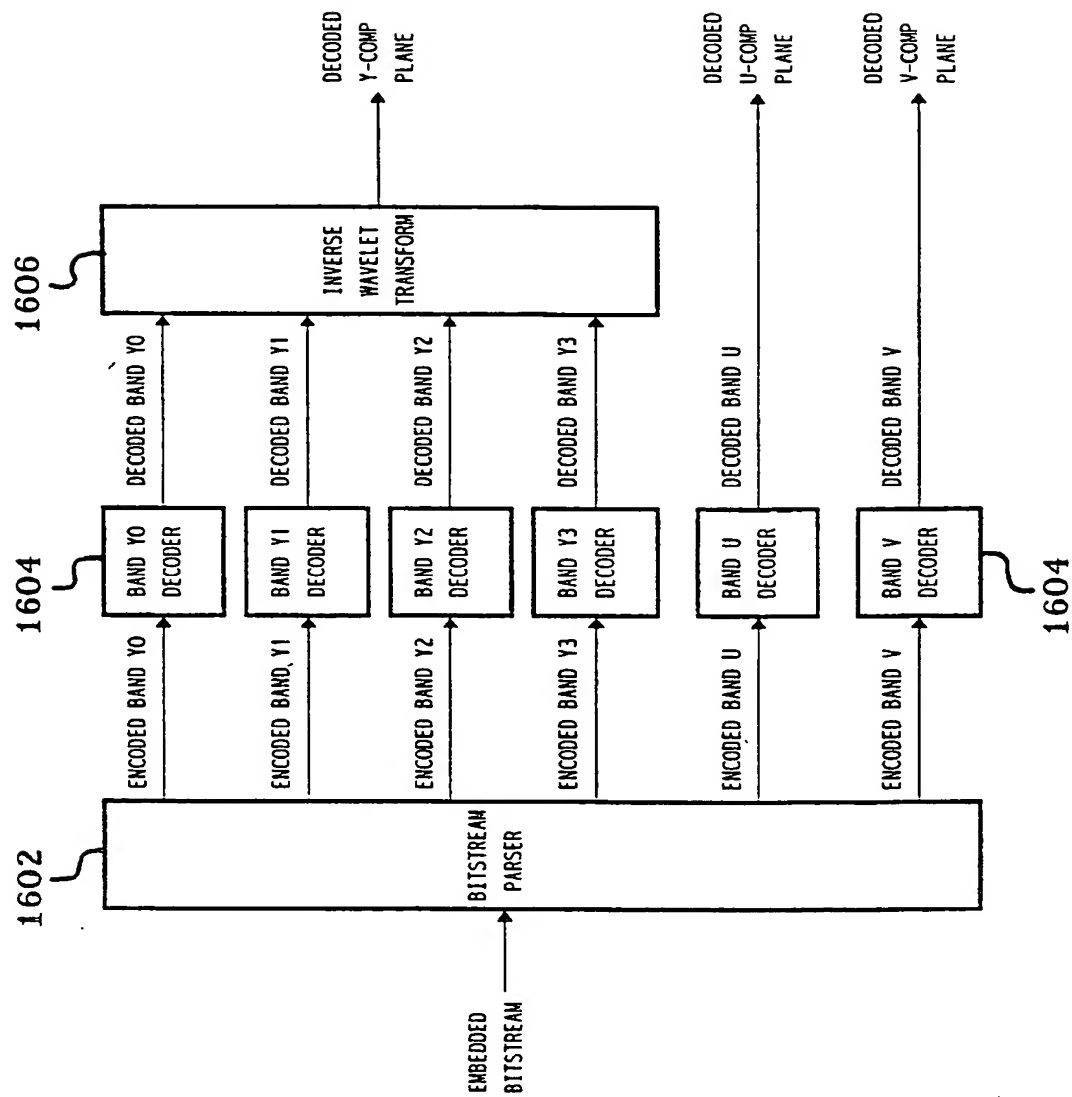 EMBEDDED
BITSTREAM
1602
BITSTREAM
PARSER
ENCODED BAND Y0
ENCODED BAND Y1
ENCODED BAND Y2
ENCODED BAND Y3
ENCODED BAND U
ENCODED BAND V
1604
BAND Y0
DECODER
BAND Y1
DECODER
BAND Y2
DECODER
BAND Y3
DECODER
BAND U
DECODER
BAND V
DECODER
1604
DECODED BAND Y0
DECODED BAND Y1
DECODED BAND Y2
DECODED BAND Y3
DECODED BAND U
DECODED BAND V
1606
INVERSE
WAVELET
TRANSFORM
DECODED
Y-COMP
PLANE
DECODED
U-COMP
PLANE
DECODED
V-COMP
PLANE